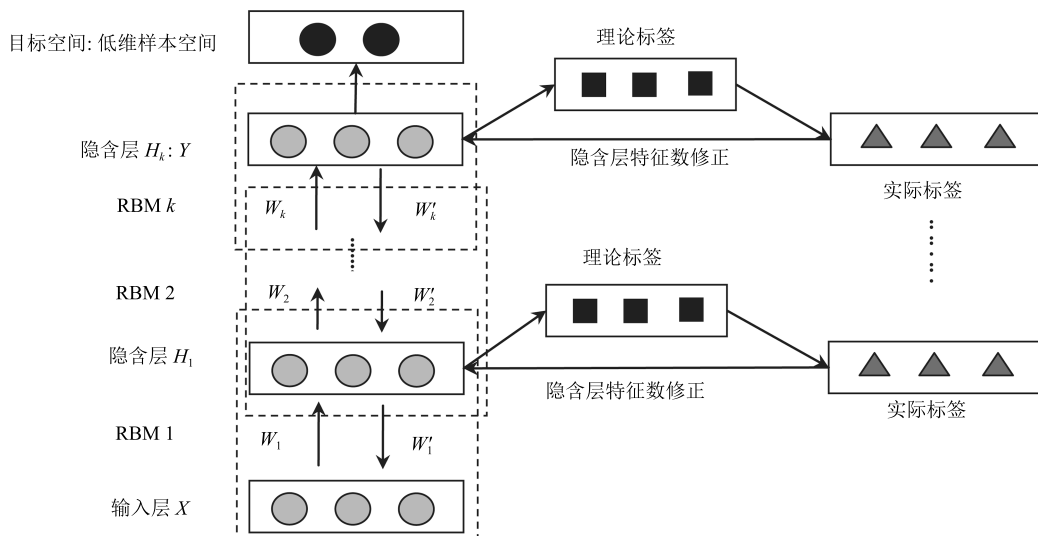 目标空间: 低维样本空间
理论标签
隐含层 Hₖ: Y
隐含层特征数修正
实际标签
RBM k
Wₖ
W′ₖ
理论标签
RBM 2
W₂
W′₂
隐含层 H₁
隐含层特征数修正
实际标签
RBM 1
W₁
W′₁
输入层 X